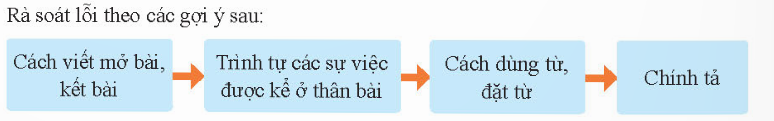 Rà soát lỗi theo các gợi ý sau:
Cách viết mở bài,
kết bài
Trình tự các sự việc
được kể ở thân bài
Cách dùng từ,
đặt từ
Chính tả